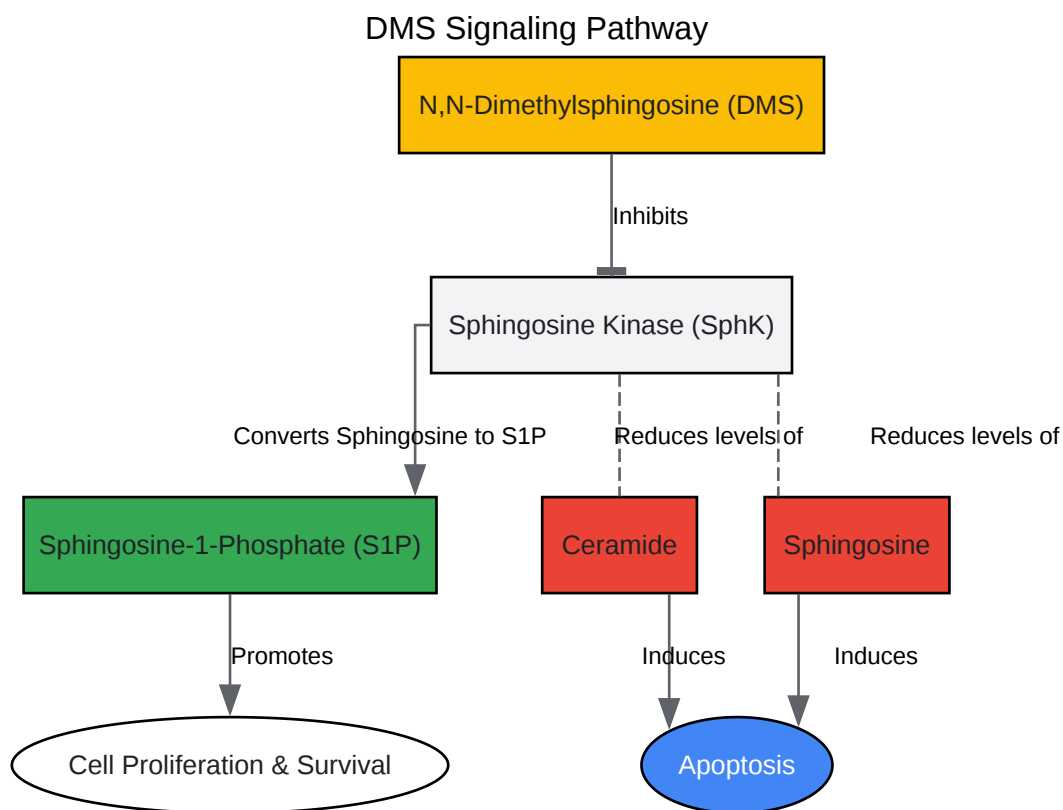 DMS Signaling Pathway
N,N-Dimethylsphingosine (DMS)
Inhibits
Sphingosine Kinase (SphK)
Converts Sphingosine to S1P
Reduces levels of
Reduces levels of
Sphingosine-1-Phosphate (S1P)
Ceramide
Sphingosine
Promotes
Induces
Induces
Cell Proliferation & Survival
Apoptosis